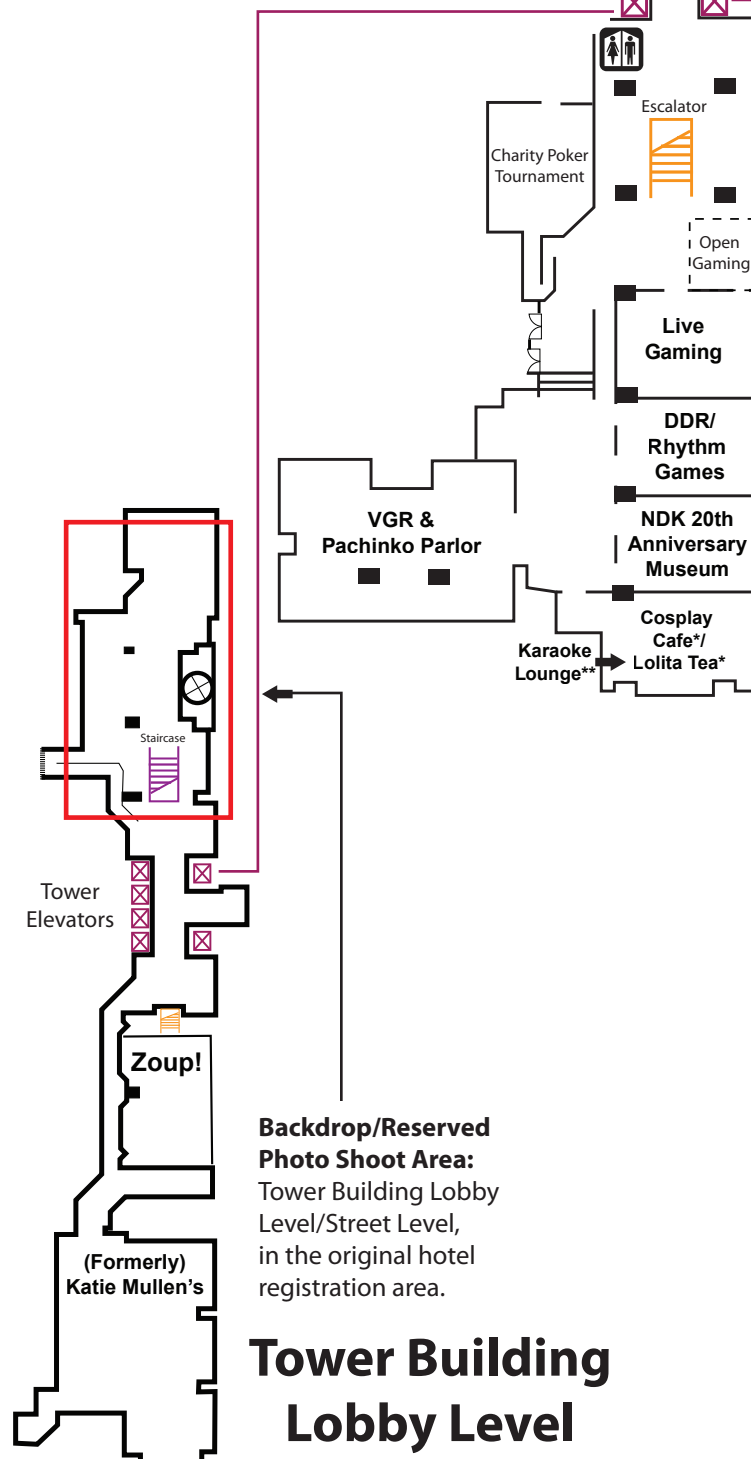 Escalator
Charity Poker
Tournament
Open
Gaming
Live
Gaming
DDR/
Rhythm
Games
VGR &
Pachinko Parlor
NDK 20th
Anniversary
Museum
Cosplay
Cafe*/
Lolita Tea*
Karaoke
Lounge**
Staircase
Tower
Elevators
Zoup!
Backdrop/Reserved
Photo Shoot Area:
Tower Building Lobby
Level/Street Level,
in the original hotel
registration area.
(Formerly)
Katie Mullen's
Tower Building
Lobby Level